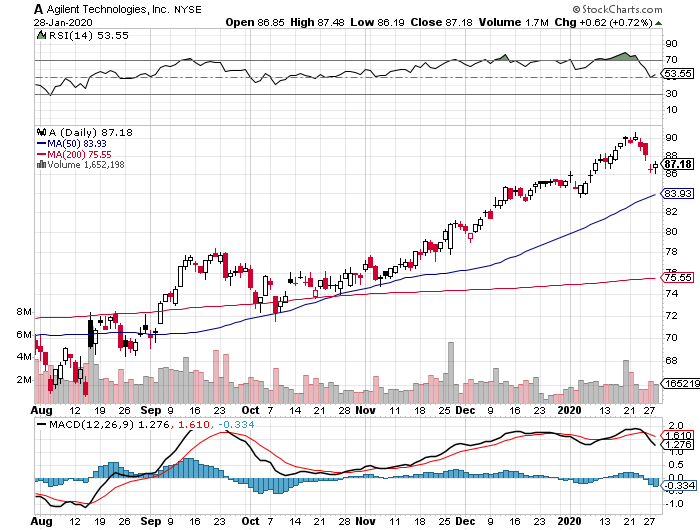 A Agilent Technologies, Inc. NYSE © StockCharts.com
28-Jan-2020 Open 86.85 High 87.48 Low 86.19 Close 87.18 Volume 1.7M Chg +0.62 (+0.72%)
RSI(14) 53.55
90
70
53.55
50
30
10
A (Daily) 87.18
MA(50) 83.93
MA(200) 75.55
Volume 1,652,198
90
88
87.18
86
83.93
82
80
78
76
75.55
74
72
70
68
8M
6M
4M
2M
165219
Aug 12 19 26 Sep 9 16 23 Oct 7 14 21 28 Nov 11 18 25 Dec 9 16 23 2020 13 21 27
MACD(12,26,9) 1.276, 1.610, -0.334
2.0
1.610
1.276
0.5
0.0
-0.334
-1.0
Aug 12 19 26 Sep 9 16 23 Oct 7 14 21 28 Nov 11 18 25 Dec 9 16 23 2020 13 21 27